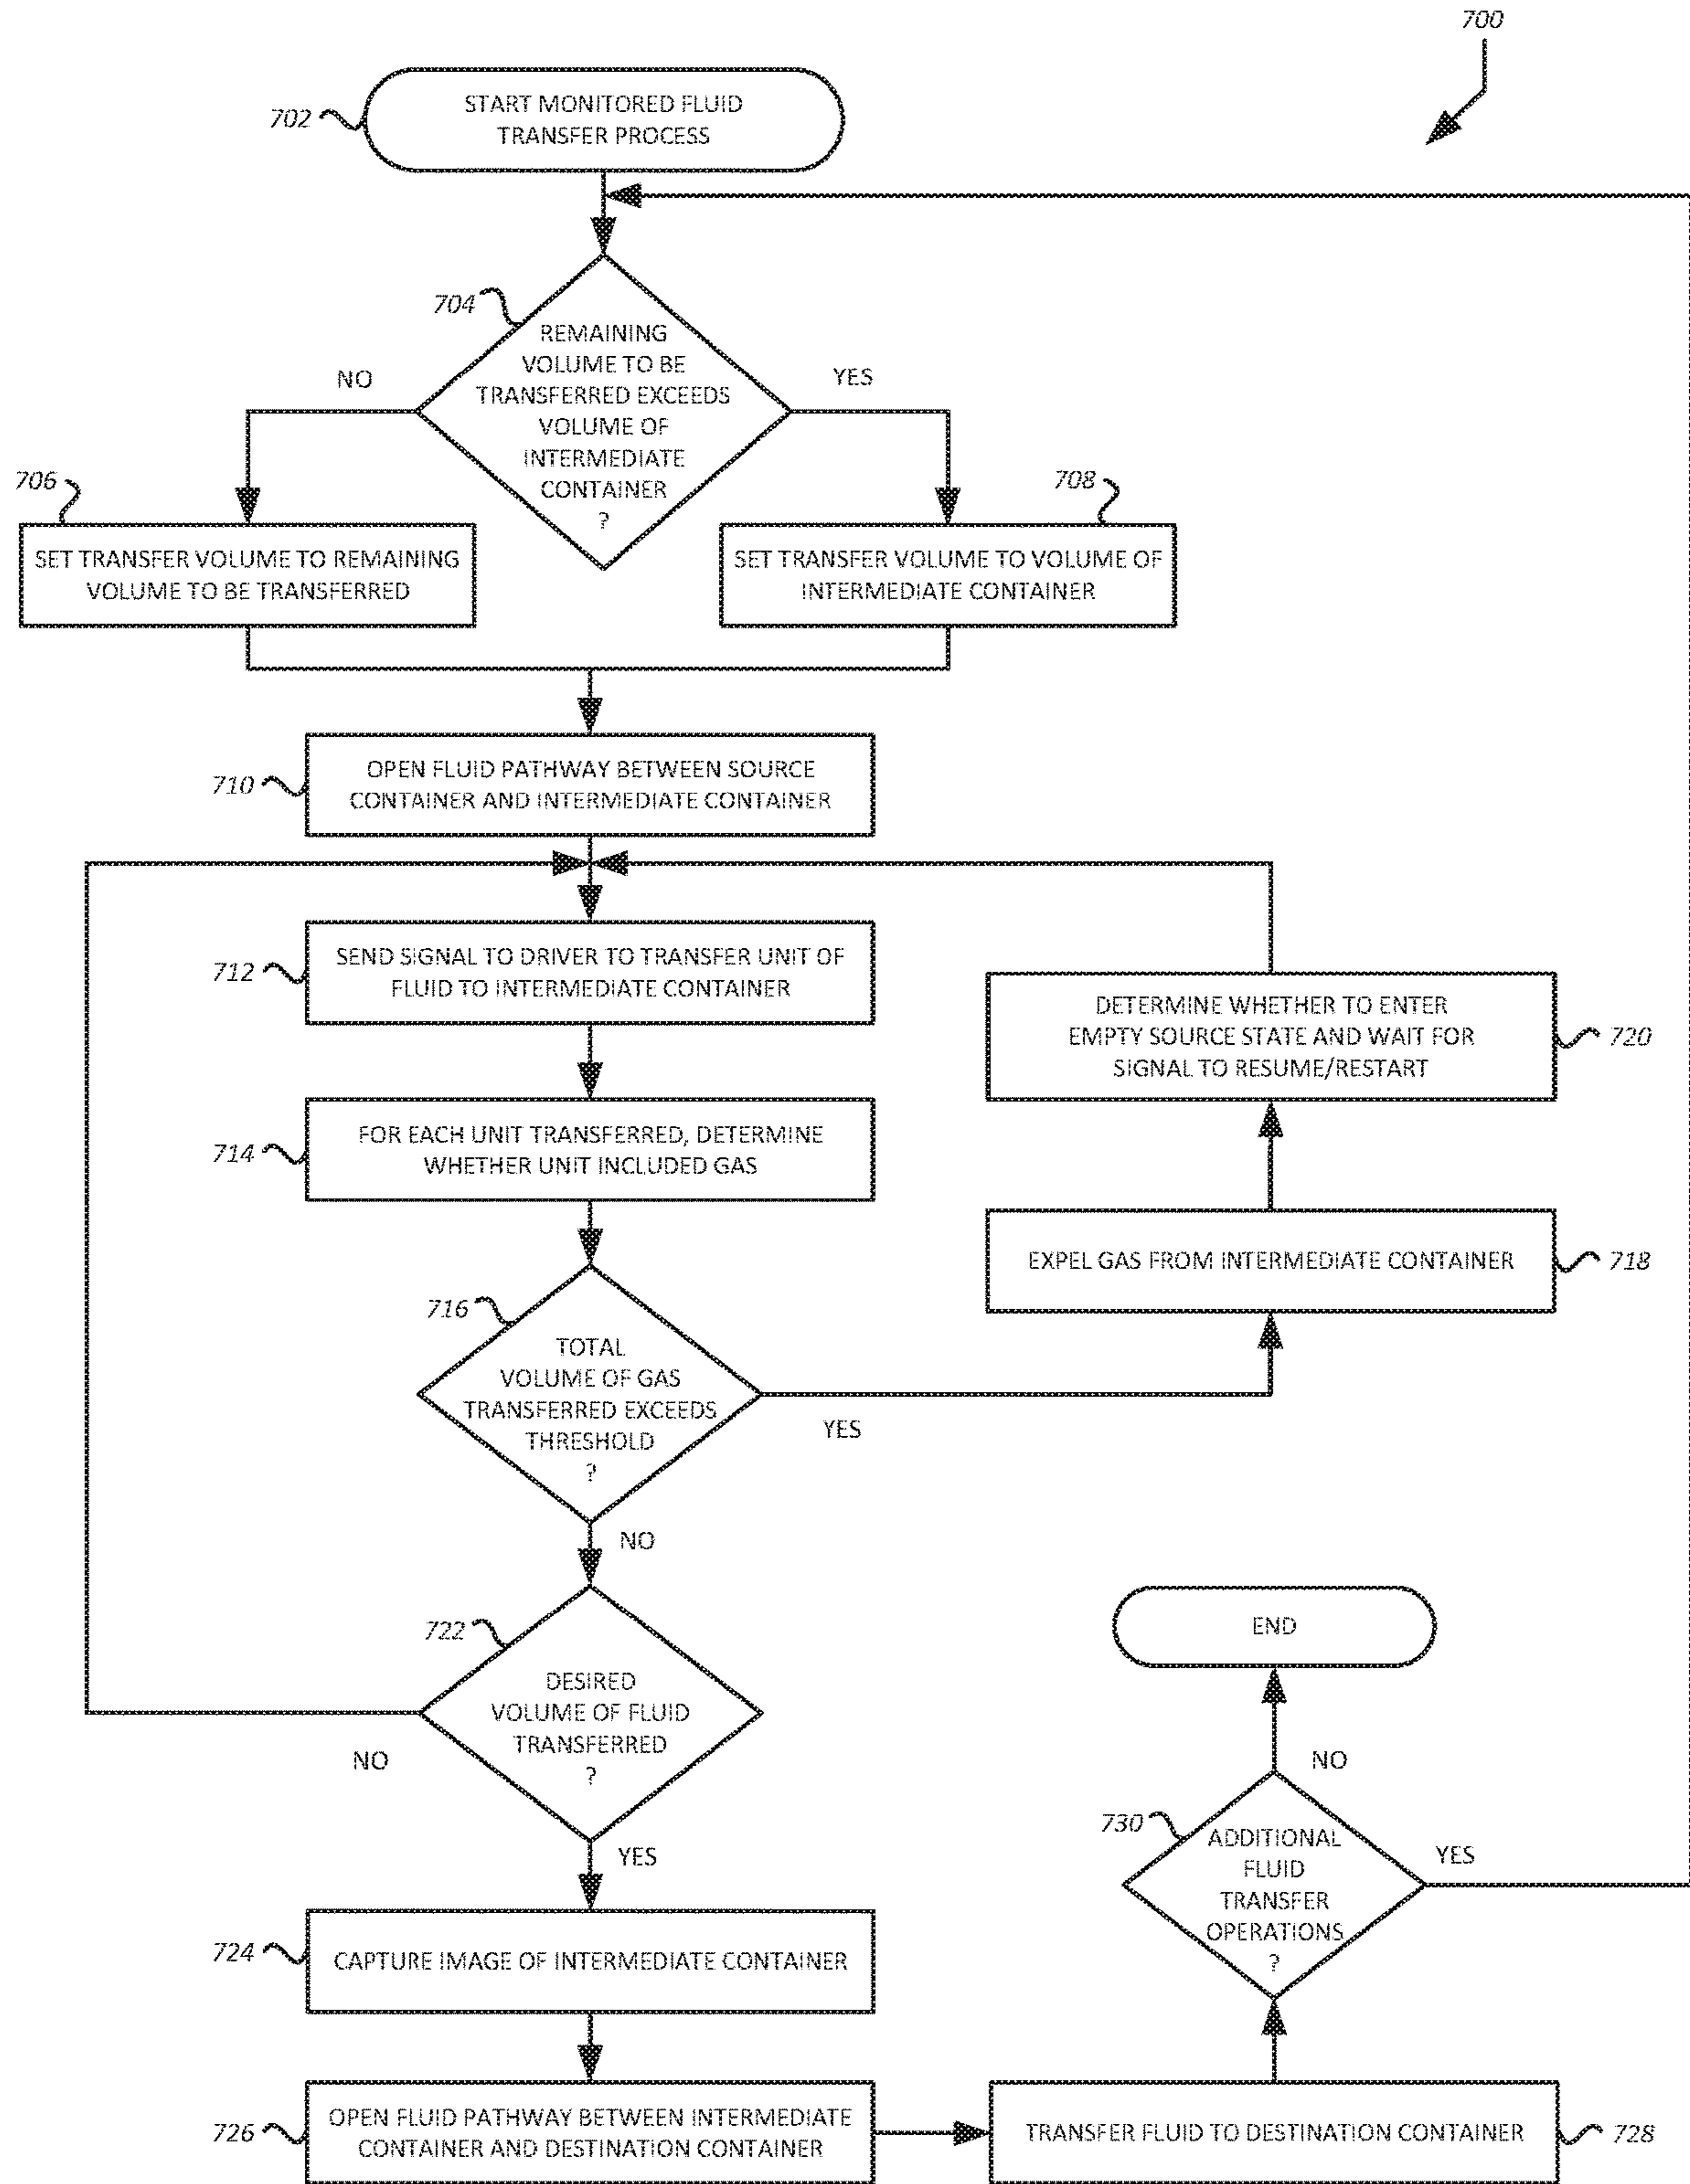 700
702
START MONITORED FLUID
TRANSFER PROCESS
704
REMAINING
VOLUME TO BE
TRANSFERRED EXCEEDS
VOLUME OF
INTERMEDIATE
CONTAINER
?
NO
YES
706
SET TRANSFER VOLUME TO REMAINING
VOLUME TO BE TRANSFERRED
708
SET TRANSFER VOLUME TO VOLUME OF
INTERMEDIATE CONTAINER
710
OPEN FLUID PATHWAY BETWEEN SOURCE
CONTAINER AND INTERMEDIATE CONTAINER
712
SEND SIGNAL TO DRIVER TO TRANSFER UNIT OF
FLUID TO INTERMEDIATE CONTAINER
714
FOR EACH UNIT TRANSFERRED, DETERMINE
WHETHER UNIT INCLUDED GAS
716
TOTAL
VOLUME OF GAS
TRANSFERRED EXCEEDS
THRESHOLD
?
YES
NO
EXPEL GAS FROM INTERMEDIATE CONTAINER
718
DETERMINE WHETHER TO ENTER
EMPTY SOURCE STATE AND WAIT FOR
SIGNAL TO RESUME/RESTART
720
722
DESIRED
VOLUME OF FLUID
TRANSFERRED
?
NO
YES
724
CAPTURE IMAGE OF INTERMEDIATE CONTAINER
726
OPEN FLUID PATHWAY BETWEEN INTERMEDIATE
CONTAINER AND DESTINATION CONTAINER
TRANSFER FLUID TO DESTINATION CONTAINER
728
730
ADDITIONAL
FLUID
TRANSFER
OPERATIONS
?
YES
NO
END